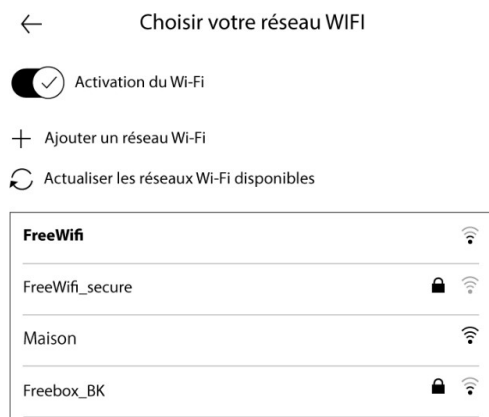 Choisir votre réseau WIFI
Activation du Wi-Fi
Ajouter un réseau Wi-Fi
Actualiser les réseaux Wi-Fi disponibles
FreeWifi
FreeWifi_secure
Maison
Freebox_BK